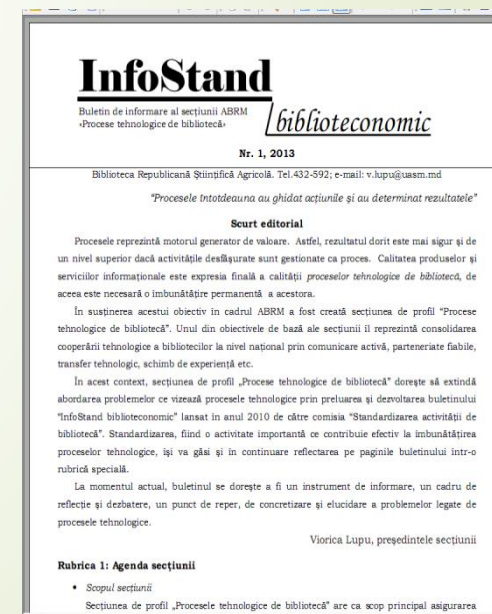 InfoStand
Buletin de informare al secțiunii ABRM
«Procese tehnologice de bibliotecă»
biblioteconomic
Nr. 1, 2013
Biblioteca Republicană Științifică Agricolă. Tel.432-592; e-mail: v.lupu@uasm.md
"Procesele întotdeauna au ghidat acțiunile și au determinat rezultatele"
Scurt editorial
Procesele reprezintă motorul generator de valoare. Astfel, rezultatul dorit este mai sigur și de
un nivel superior dacă activitățile desfășurate sunt gestionate ca proces. Calitatea produselor și
serviciilor informaționale este expresia finală a calității proceselor tehnologice de bibliotecă, de
aceea este necesară o îmbunătățire permanentă a acestora.
În susținerea acestui obiectiv în cadrul ABRM a fost creată secțiunea de profil "Procese
tehnologice de bibliotecă". Unul din obiectivele de bază ale secțiunii îl reprezintă consolidarea
cooperării tehnologice a bibliotecilor la nivel național prin comunicare activă, parteneriate fiabile,
transfer tehnologic, schimb de experiență etc.
În acest context, secțiunea de profil „Procese tehnologice de bibliotecă" dorește să extindă
abordarea problemelor ce vizează procesele tehnologice prin preluarea și dezvoltarea buletinului
"InfoStand biblioteconomic" lansat în anul 2010 de către comisia "Standardizarea activității de
bibliotecă". Standardizarea, fiind o activitate importantă ce contribuie efectiv la îmbunătățirea
proceselor tehnologice, își va găsi și în continuare reflectarea pe paginile buletinului într-o
rubrică specială.
La momentul actual, buletinul se dorește a fi un instrument de informare, un cadru de
reflecție și dezbatere, un punct de reper, de concretizare și elucidare a problemelor legate de
procesele tehnologice.
Viorica Lupu, președintele secțiunii
Rubrica 1: Agenda secțiunii
• Scopul secțiunii
Secțiunea de profil „Procesele tehnologice de bibliotecă" are ca scop principal asigurarea